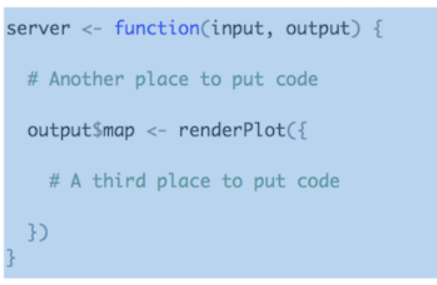 server <- function(input, output) {
# Another place to put code
output$map <- renderPlot({
# A third place to put code
})
}